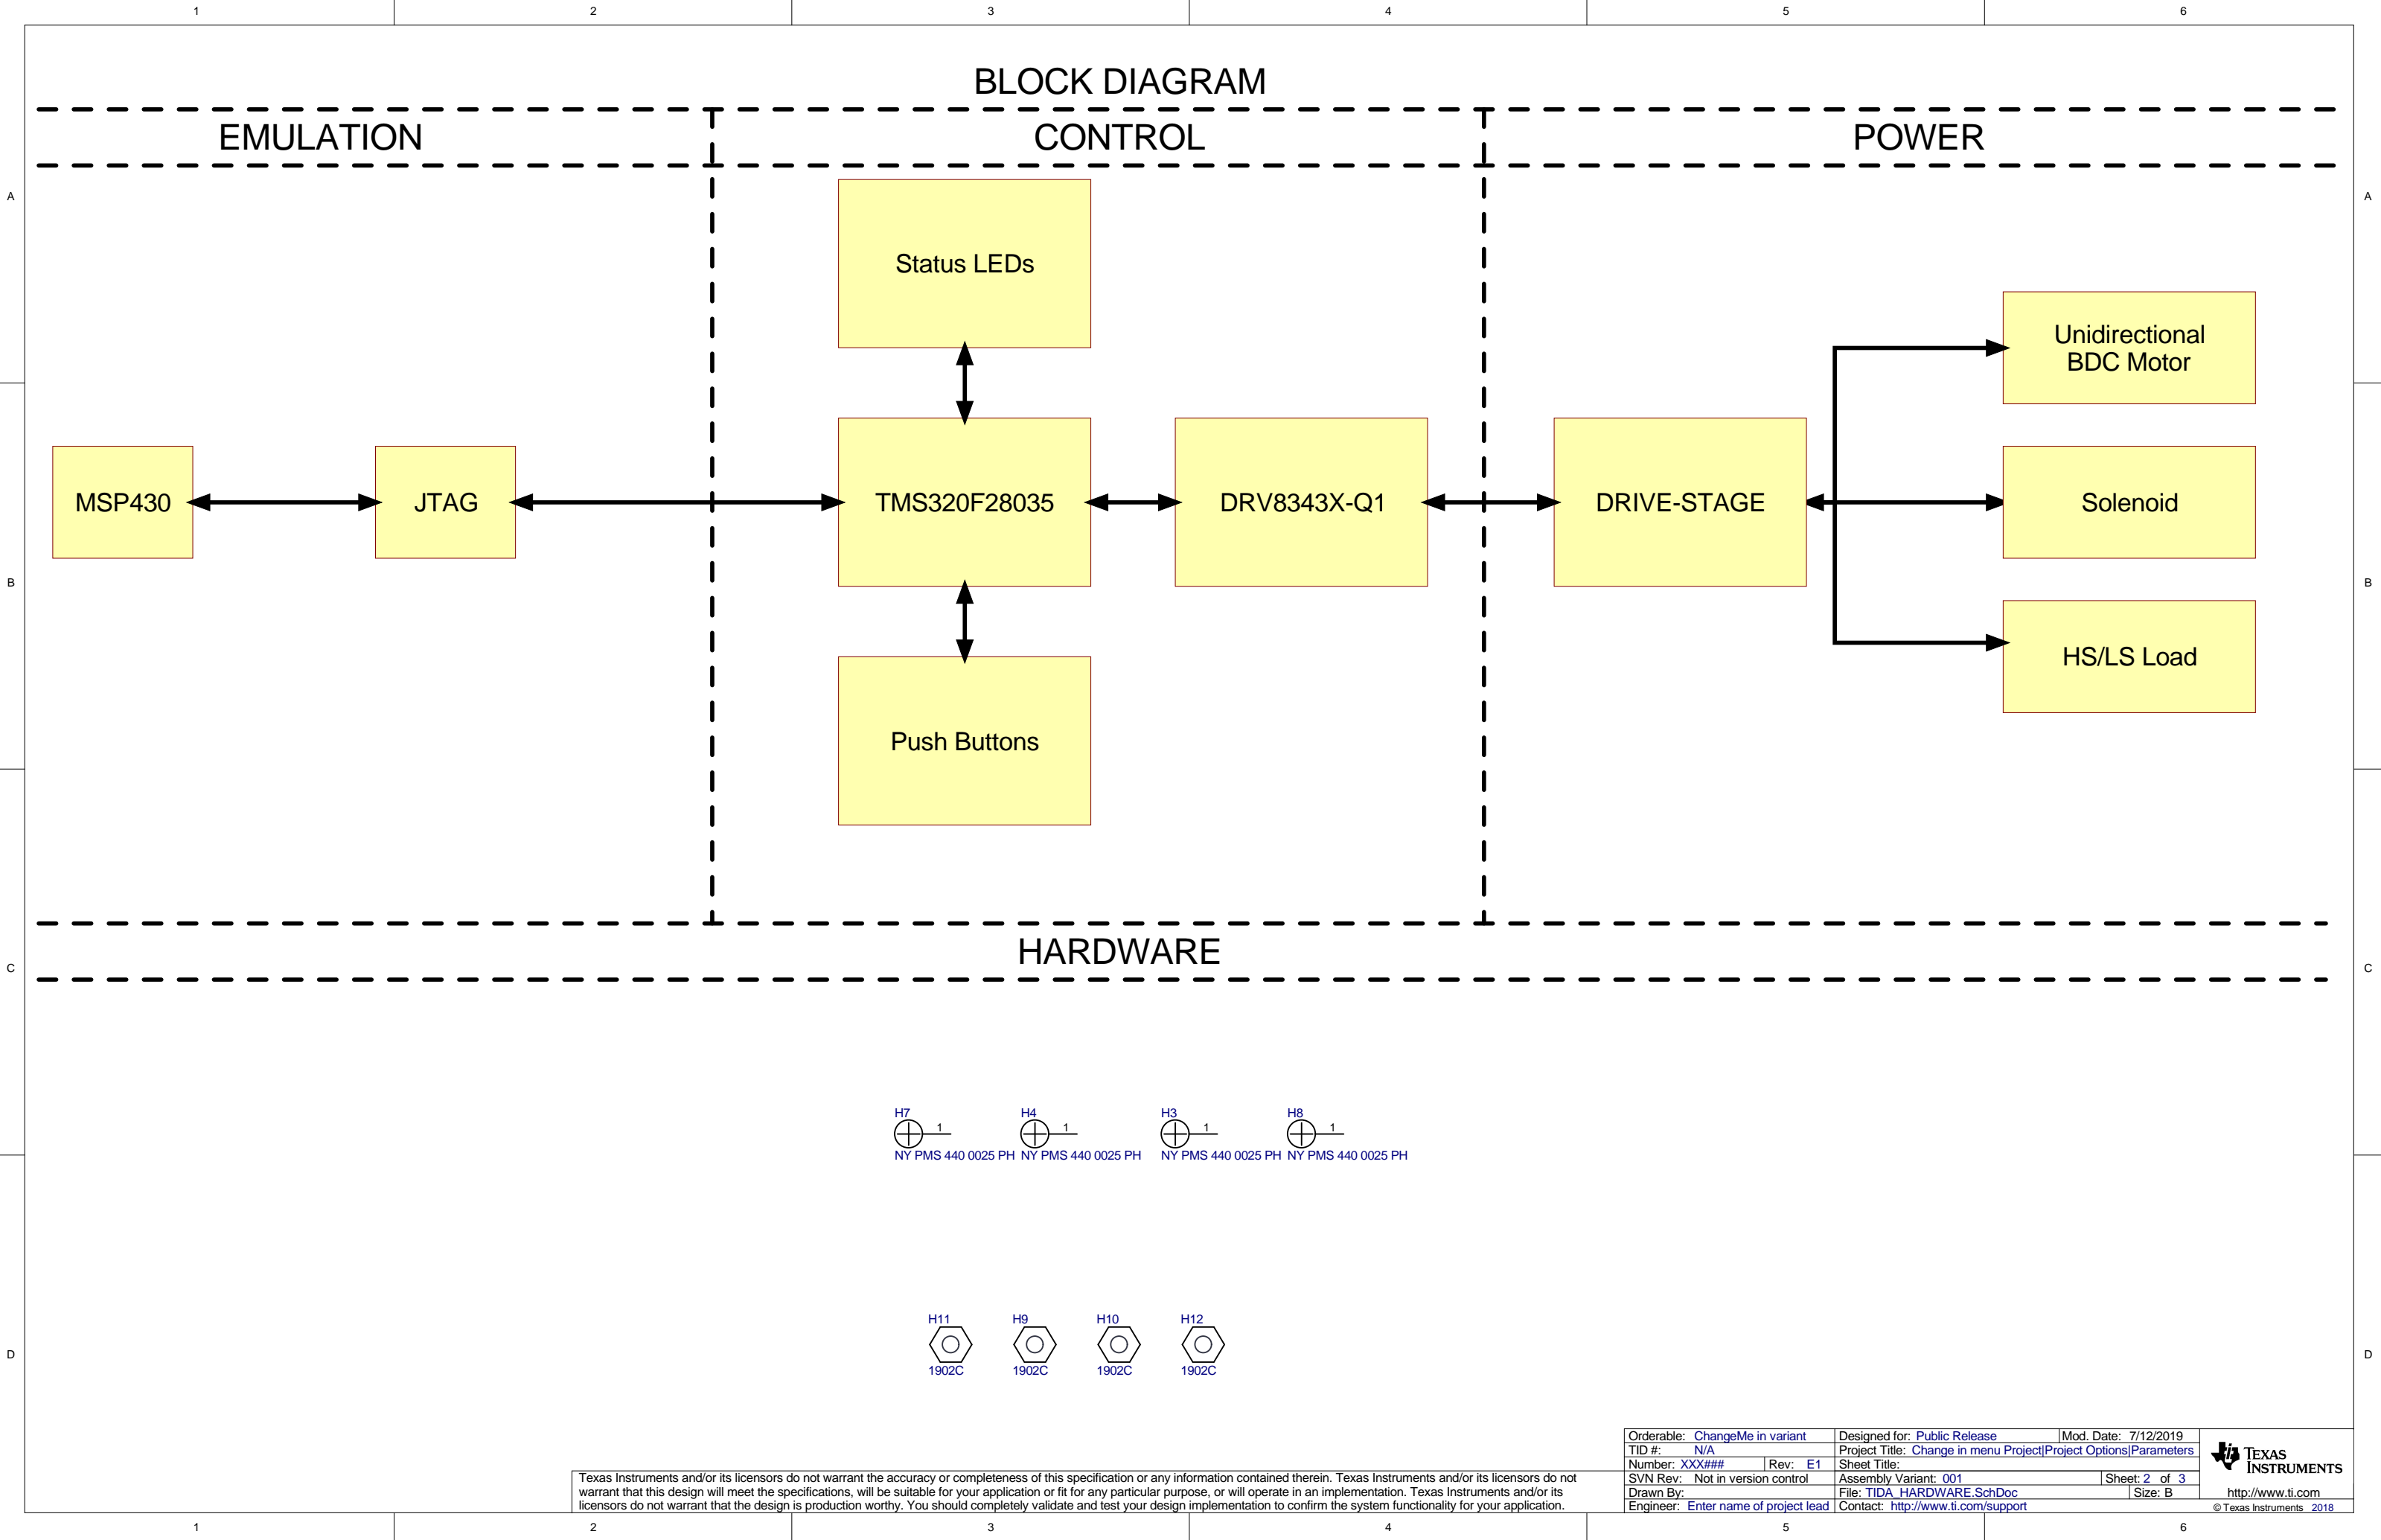 1 2 3 4 5 6
BLOCK DIAGRAM
EMULATION CONTROL POWER
A A
Status LEDs
Unidirectional
BDC Motor
MSP430 JTAG TMS320F28035 DRV8343X-Q1 DRIVE-STAGE Solenoid
B B
HS/LS Load
Push Buttons
HARDWARE
C C
H7 H4 H3 H8
1 1 1 1
NY PMS 440 0025 PH NY PMS 440 0025 PH NY PMS 440 0025 PH NY PMS 440 0025 PH
H11 H9 H10 H12
D D
1902C 1902C 1902C 1902C
Texas Instruments and/or its licensors do not warrant the accuracy or completeness of this specification or any information contained therein. Texas Instruments and/or its licensors do not
warrant that this design will meet the specifications, will be suitable for your application or fit for any particular purpose, or will operate in an implementation. Texas Instruments and/or its
licensors do not warrant that the design is production worthy. You should completely validate and test your design implementation to confirm the system functionality for your application.
Orderable: ChangeMe in variant Designed for: Public Release Mod. Date: 7/12/2019
TID #: N/A Project Title: Change in menu Project|Project Options|Parameters
Number: XXX### Rev: E1 Sheet Title:
SVN Rev: Not in version control Assembly Variant: 001 Sheet: 2 of 3
Drawn By: File: TIDA_HARDWARE.SchDoc Size: B
Engineer: Enter name of project lead Contact: http://www.ti.com/support
TEXAS
INSTRUMENTS
http://www.ti.com
© Texas Instruments 2018
1 2 3 4 5 6